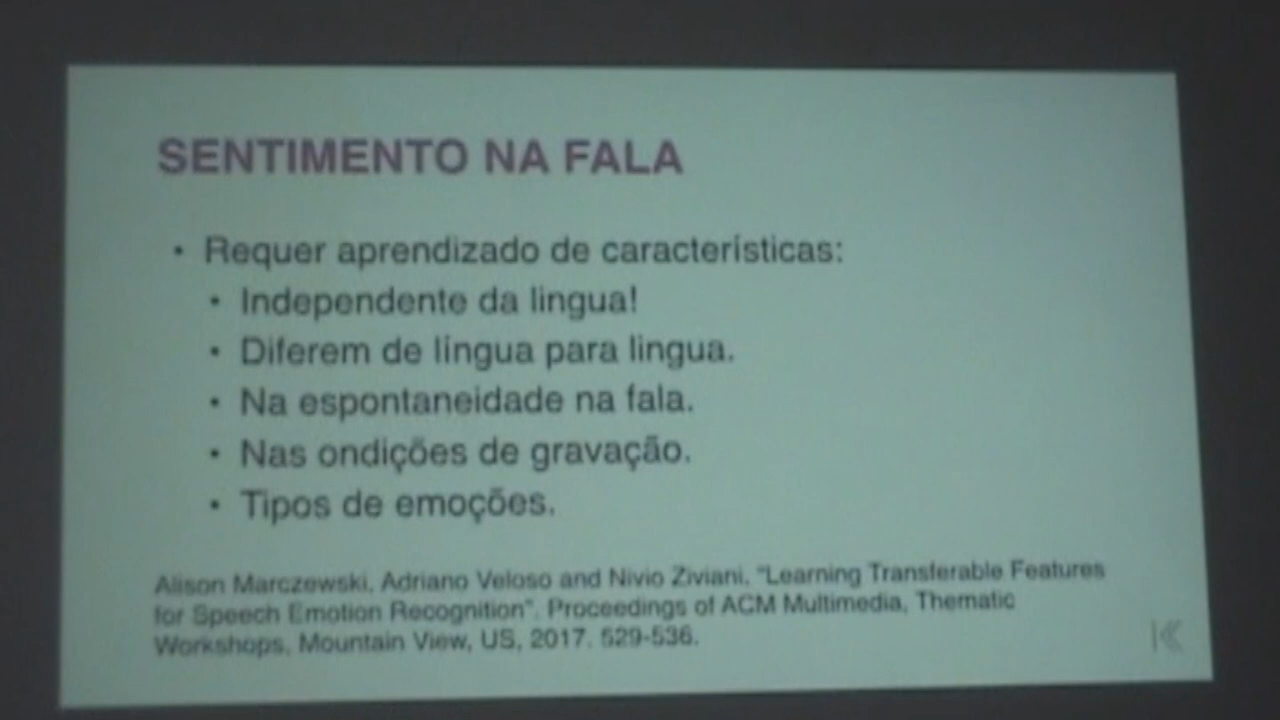 SENTIMENTO NA FALA
• Requer aprendizado de características:
• Independente da lingua!
• Diferem de língua para lingua.
• Na espontaneidade na fala.
• Nas ondições de gravação.
• Tipos de emoções.
Alison Marczewski, Adriano Veloso and Nivio Ziviani, "Learning Transferable Features
for Speech Emotion Recognition". Proceedings of ACM Multimedia, Thematic
Workshops, Mountain View, US, 2017. 529-536.